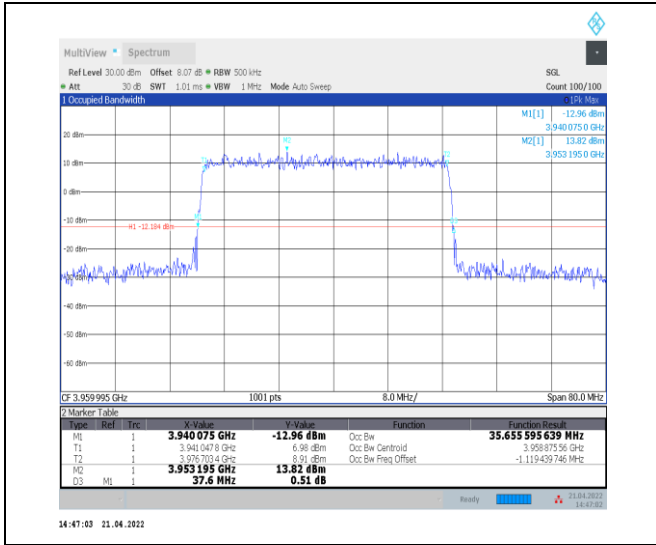 MultiView Spectrum
Ref Level 30.00 dBm Offset 8.07 dB RBW 500 kHz SGL
Att 30 dB SWT 1.01 ms VBW 1 MHz Mode Auto Sweep Count 100/100
1 Occupied Bandwidth 1Pk Max
M1[1] -12.96 dBm
3.940 075 0 GHz
M2[1] 13.82 dBm
3.953 195 0 GHz
20 dBm
M2
10 dBm
0 dBm
-10 dBm
H1 -12.184 dBm
-20 dBm
-40 dBm
-50 dBm
-60 dBm
CF 3.959 995 GHz 1001 pts 8.0 MHz/ Span 80.0 MHz
2 Marker Table
Type Ref Trc X-Value Y-Value Function Function Result
M1 1 3.940 075 GHz -12.96 dBm Occ Bw 35.655 595 639 MHz
T1 1 3.941 047 8 GHz 6.98 dBm Occ Bw Centroid 3.958 875 56 GHz
T2 1 3.976 703 4 GHz 8.91 dBm Occ Bw Freq Offset -1.119 439 746 MHz
M2 1 3.953 195 GHz 13.82 dBm
D3 M1 1 37.6 MHz 0.51 dB
Ready 21.04.2022
14:47:02
14:47:03 21.04.2022